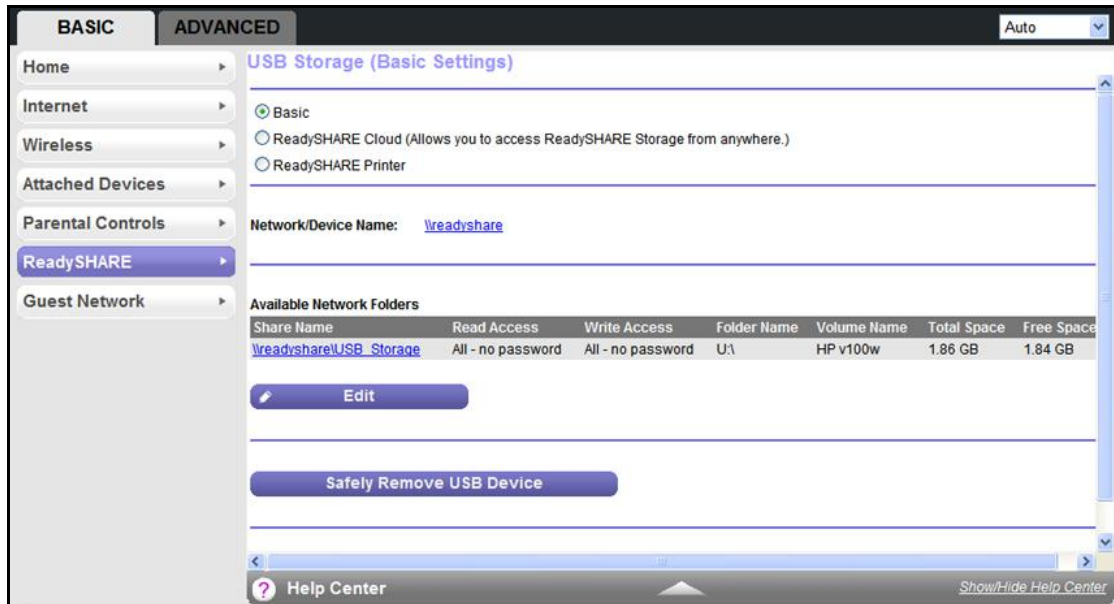 BASIC ADVANCED Auto
Home
Internet
Wireless
Attached Devices
Parental Controls
ReadySHARE
Guest Network
USB Storage (Basic Settings)
Basic
ReadySHARE Cloud (Allows you to access ReadySHARE Storage from anywhere.)
ReadySHARE Printer
Network/Device Name: \\readyshare
Available Network Folders
Share Name Read Access Write Access Folder Name Volume Name Total Space Free Space
\\readyshare\USB_Storage All - no password All - no password U:\ HP v100w 1.86 GB 1.84 GB
Edit
Safely Remove USB Device
? Help Center Show/Hide Help Center